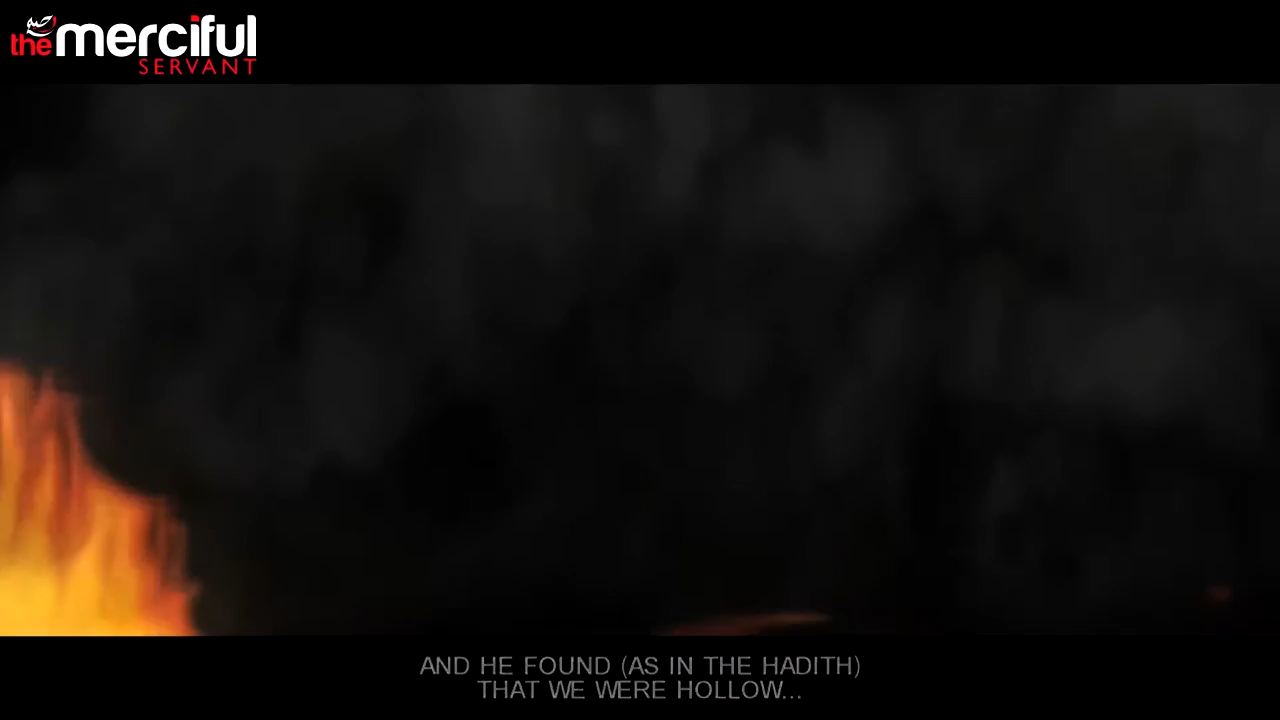 the merciful
SERVANT
AND HE FOUND (AS IN THE HADITH)
THAT WE WERE HOLLOW...